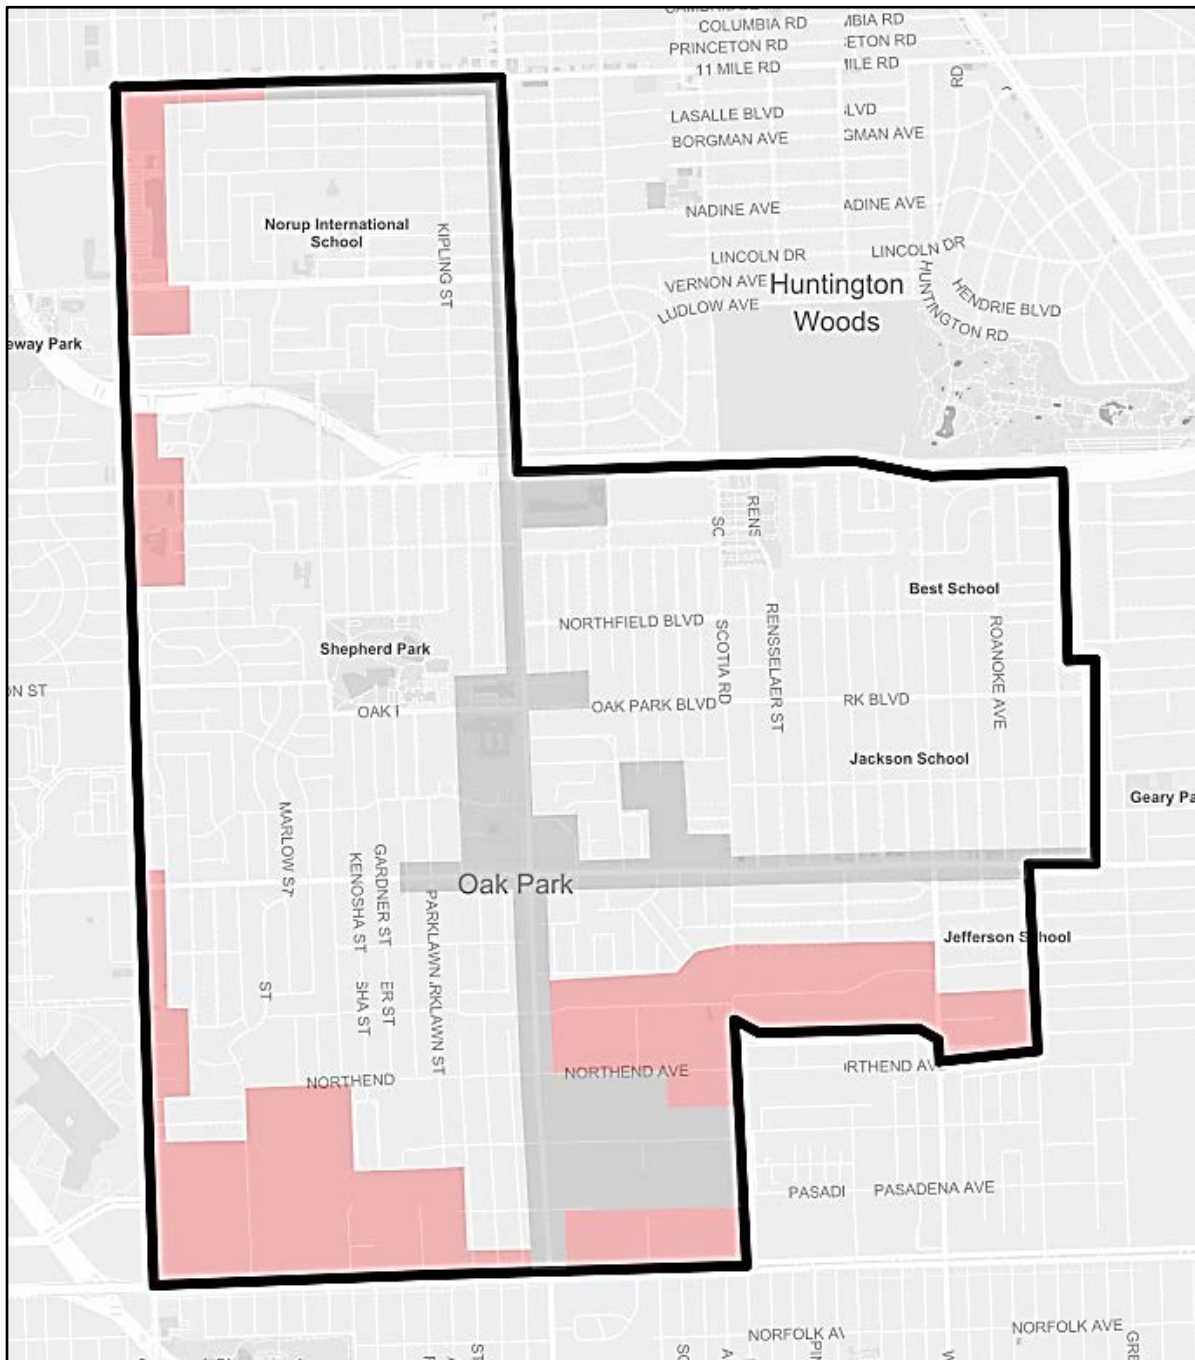 COLUMBIA RD
MBIA RD
PRINCETON RD
ETON RD
11 MILE RD
MILE RD
RD
LASALLE BLVD
LVD
BORGMAN AVE
GMAN AVE
NADINE AVE
ADINE AVE
Norup International
School
KIPLING ST
LINCOLN DR
LINCOLN DR
VERNON AVE
Huntington
Woods
LUDLOW AVE
HUNTINGTON RD
HENDRIE BLVD
eway Park
SC
RENS
Best School
NORTHFIELD BLVD
SCOTIA RD
RENSSELAER ST
ROANOKE AVE
Shepherd Park
ON ST
OAK
OAK PARK BLVD
RK BLVD
Jackson School
Geary Pa
MARLOW ST
GARDNER ST
KENOSHA ST
Oak Park
PARKLAWN
RKLAWN ST
Jefferson School
ST
SHA ST
ER ST
NORTHEND
NORTHEND AVE
RTHEND AV
PASADI
PASADENA AVE
NORFOLK A
NORFOLK AVE
GRE
ST
SC
A
PIN